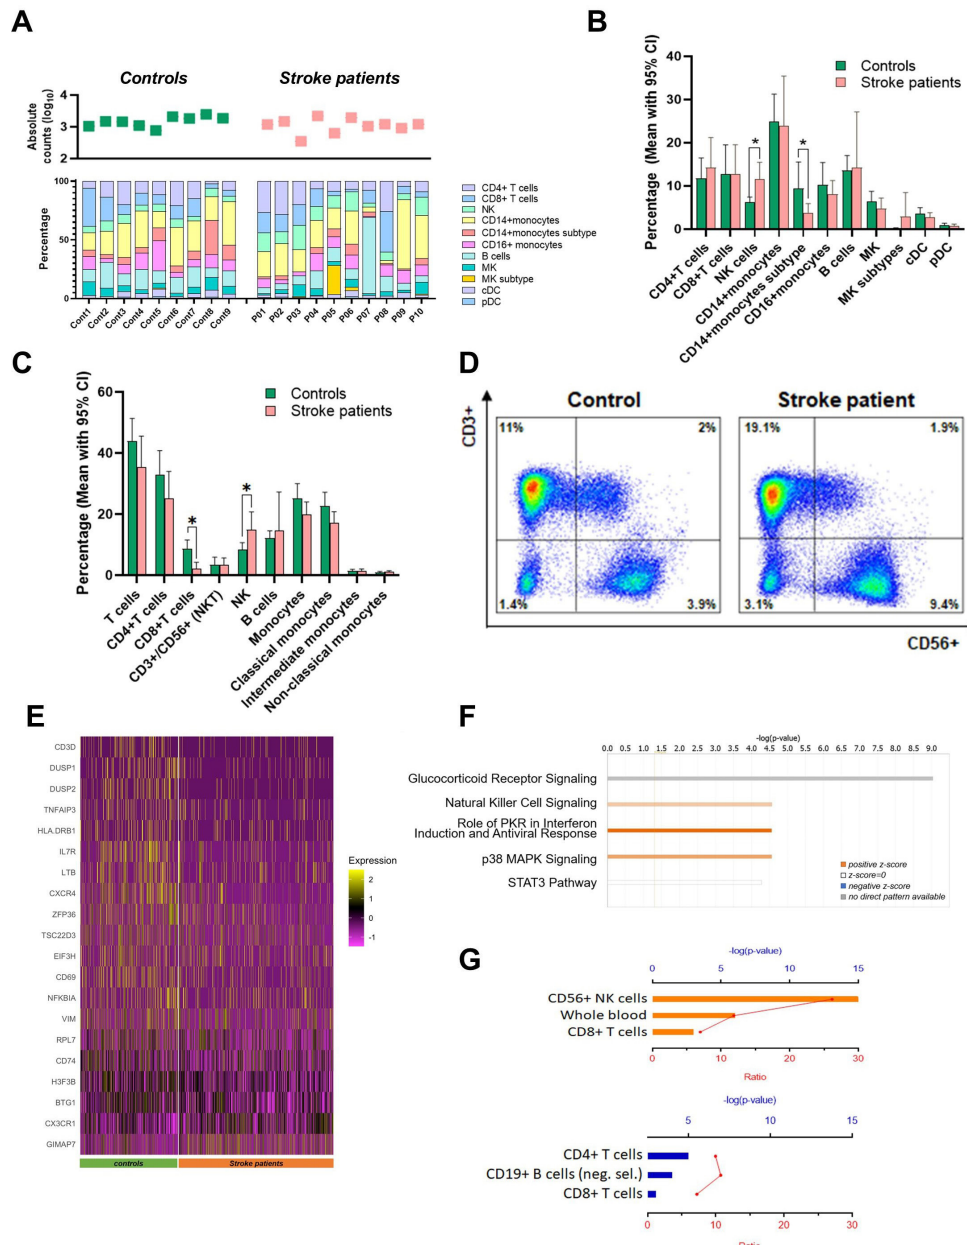 A
Controls
Stroke patients
Absolute
counts (log10)
4
3
2
Percentage
100
50
0
Cont1
Cont2
Cont3
Cont4
Cont5
Cont6
Cont7
Cont8
Cont9
P01
P02
P03
P04
P05
P06
P07
P08
P09
P10
CD4+ T cells
CD8+ T cells
NK
CD14+monocytes
CD14+monocytes subtype
CD16+ monocytes
B cells
MK
MK subtype
cDC
pDC
B
Percentage (Mean with 95% CI)
40
30
20
10
0
Controls
Stroke patients
*
*
CD4+T cells
CD8+T cells
NK cells
CD14+monocytes
CD14+monocytes subtype
CD16+monocytes
B cells
MK
MK subtypes
cDC
pDC
C
Percentage (Mean with 95% CI)
60
40
20
0
Controls
Stroke patients
*
*
T cells
CD4+T cells
CD8+T cells
CD3+/CD56+ (NKT)
NK
B cells
Monocytes
Classical monocytes
Intermediate monocytes
Non-classical monocytes
D
Control
Stroke patient
CD3+
11%
2%
1.4%
3.9%
19.1%
1.9%
3.1%
9.4%
CD56+
E
CD3D
DUSP1
DUSP2
TNFAIP3
HLA.DRB1
IL7R
LTB
CXCR4
ZFP36
TSC22D3
EIF3H
CD69
NFKBIA
VIM
RPL7
CD74
H3F3B
BTG1
CX3CR1
GIMAP7
controls
Stroke patients
Expression
2
1
0
-1
F
-log(p-value)
0.0 0.5 1.0 1.5 2.0 2.5 3.0 3.5 4.0 4.5 5.0 5.5 6.0 6.5 7.0 7.5 8.0 8.5 9.0
Glucocorticoid Receptor Signaling
Natural Killer Cell Signaling
Role of PKR in Interferon
Induction and Antiviral Response
p38 MAPK Signaling
STAT3 Pathway
positive z-score
z-score=0
negative z-score
no direct pattern available
G
-log(p-value)
0 5 10 15
CD56+ NK cells
Whole blood
CD8+ T cells
0 10 20 30
Ratio
-log(p-value)
5 10 15
CD4+ T cells
CD19+ B cells (neg. sel.)
CD8+ T cells
0 10 20 30
Ratio